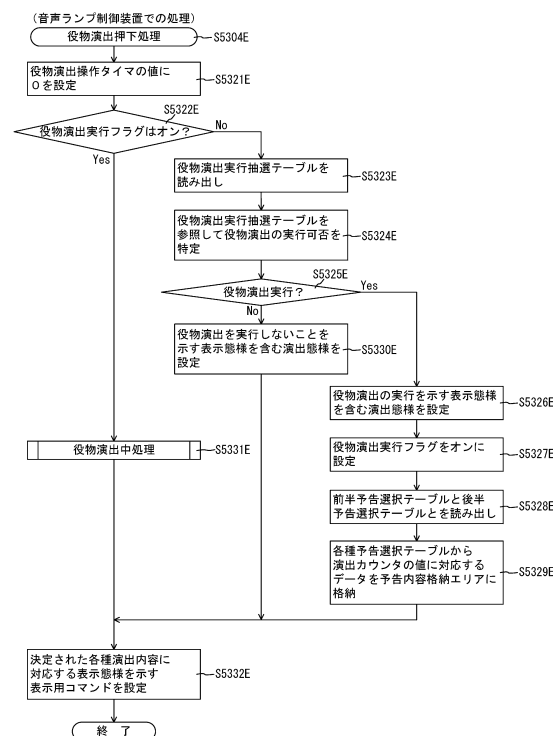 （音声ランプ制御装置での処理）
役物演出押下処理
S5304E
役物演出操作タイマの値に
０を設定
S5321E
S5322E
役物演出実行フラグはオン？
No
Yes
役物演出実行抽選テーブルを
読み出し
S5323E
役物演出実行抽選テーブルを
参照して役物演出の実行可否を
特定
S5324E
S5325E
役物演出実行？
Yes
No
役物演出を実行しないことを
示す表示態様を含む演出態様を
設定
S5330E
役物演出の実行を示す表示態様
を含む演出態様を設定
S5326E
役物演出実行フラグをオンに
設定
S5327E
役物演出中処理
S5331E
前半予告選択テーブルと後半
予告選択テーブルとを読み出し
S5328E
各種予告選択テーブルから
演出カウンタの値に対応する
データを予告内容格納エリアに
格納
S5329E
決定された各種演出内容に
対応する表示態様を示す
表示用コマンドを設定
S5332E
終　了